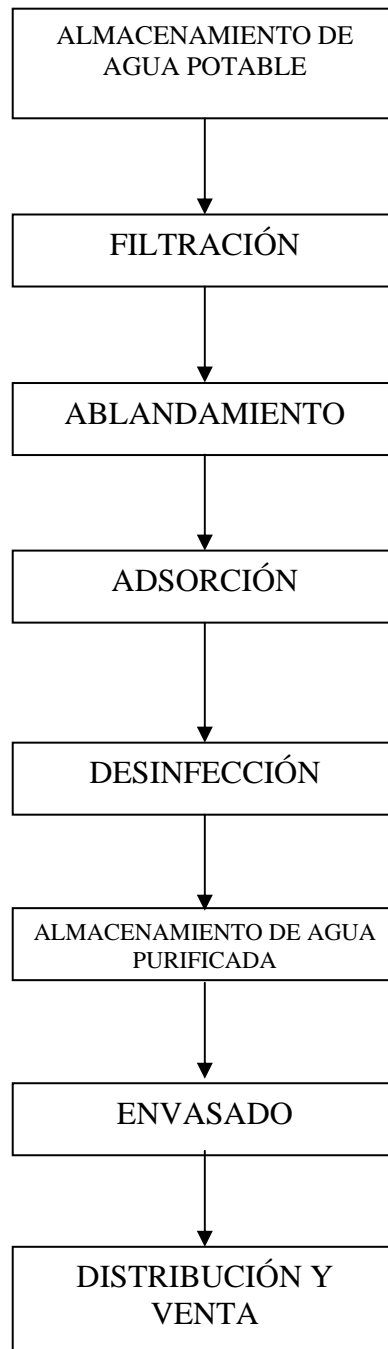 ALMACENAMIENTO DE
AGUA POTABLE
FILTRACIÓN
ABLANDAMIENTO
ADSORCIÓN
DESINFECCIÓN
ALMACENAMIENTO DE AGUA
PURIFICADA
ENVASADO
DISTRIBUCIÓN Y
VENTA